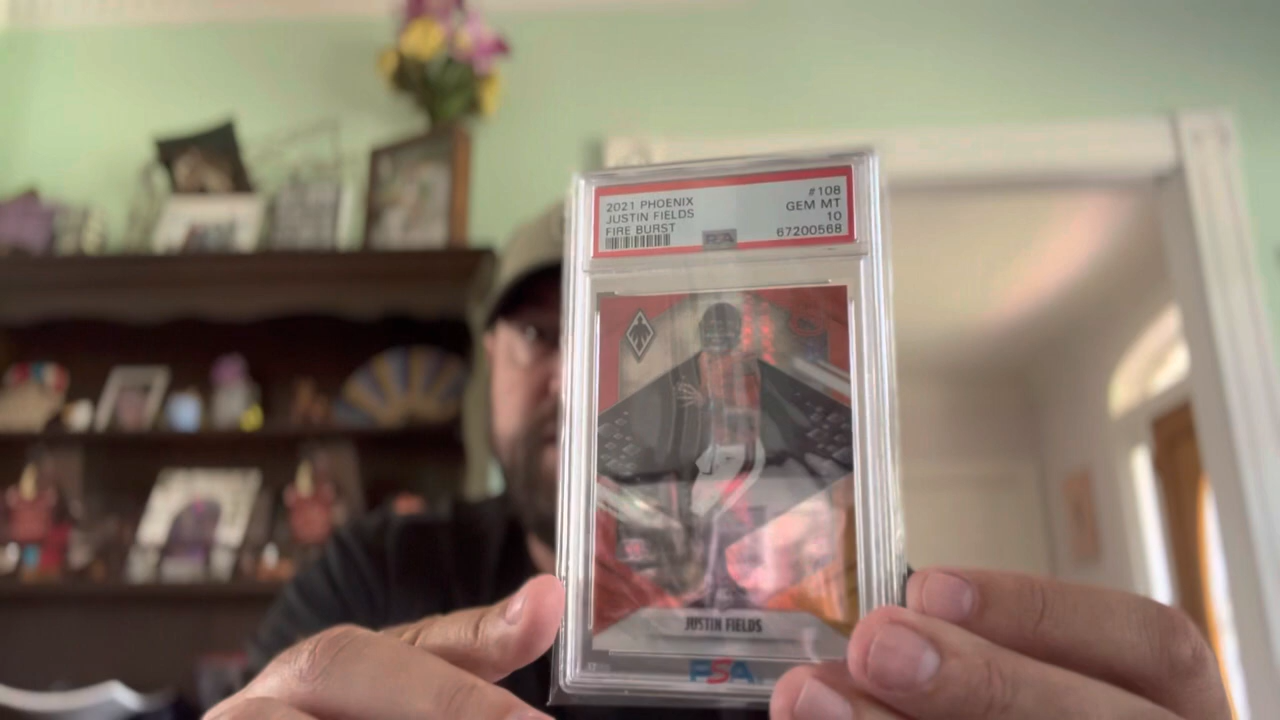 2021 PHOENIX #108
JUSTIN FIELDS GEM MT
FIRE BURST 10
67200568
PSA
JUSTIN FIELDS
PSA